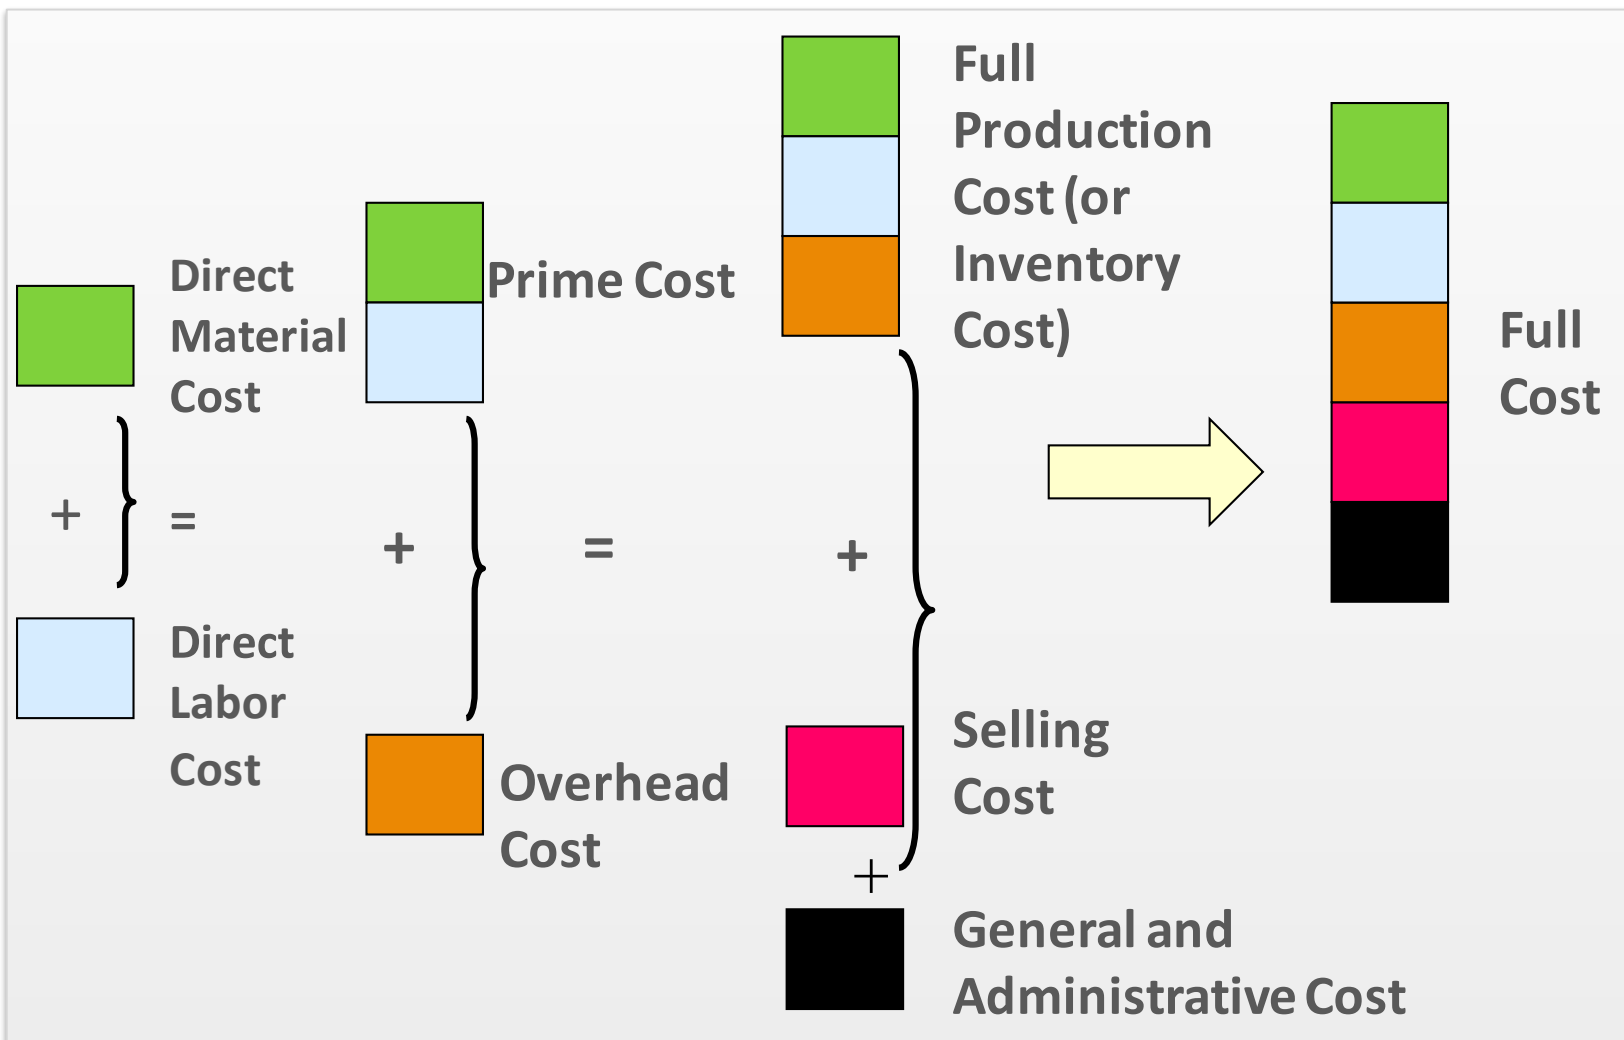 Direct
Material
Cost
+
=
Direct
Labor
Cost
Prime Cost
+
=
Overhead
Cost
Full
Production
Cost (or
Inventory
Cost)
+
Selling
Cost
+
General and
Administrative Cost
Full
Cost